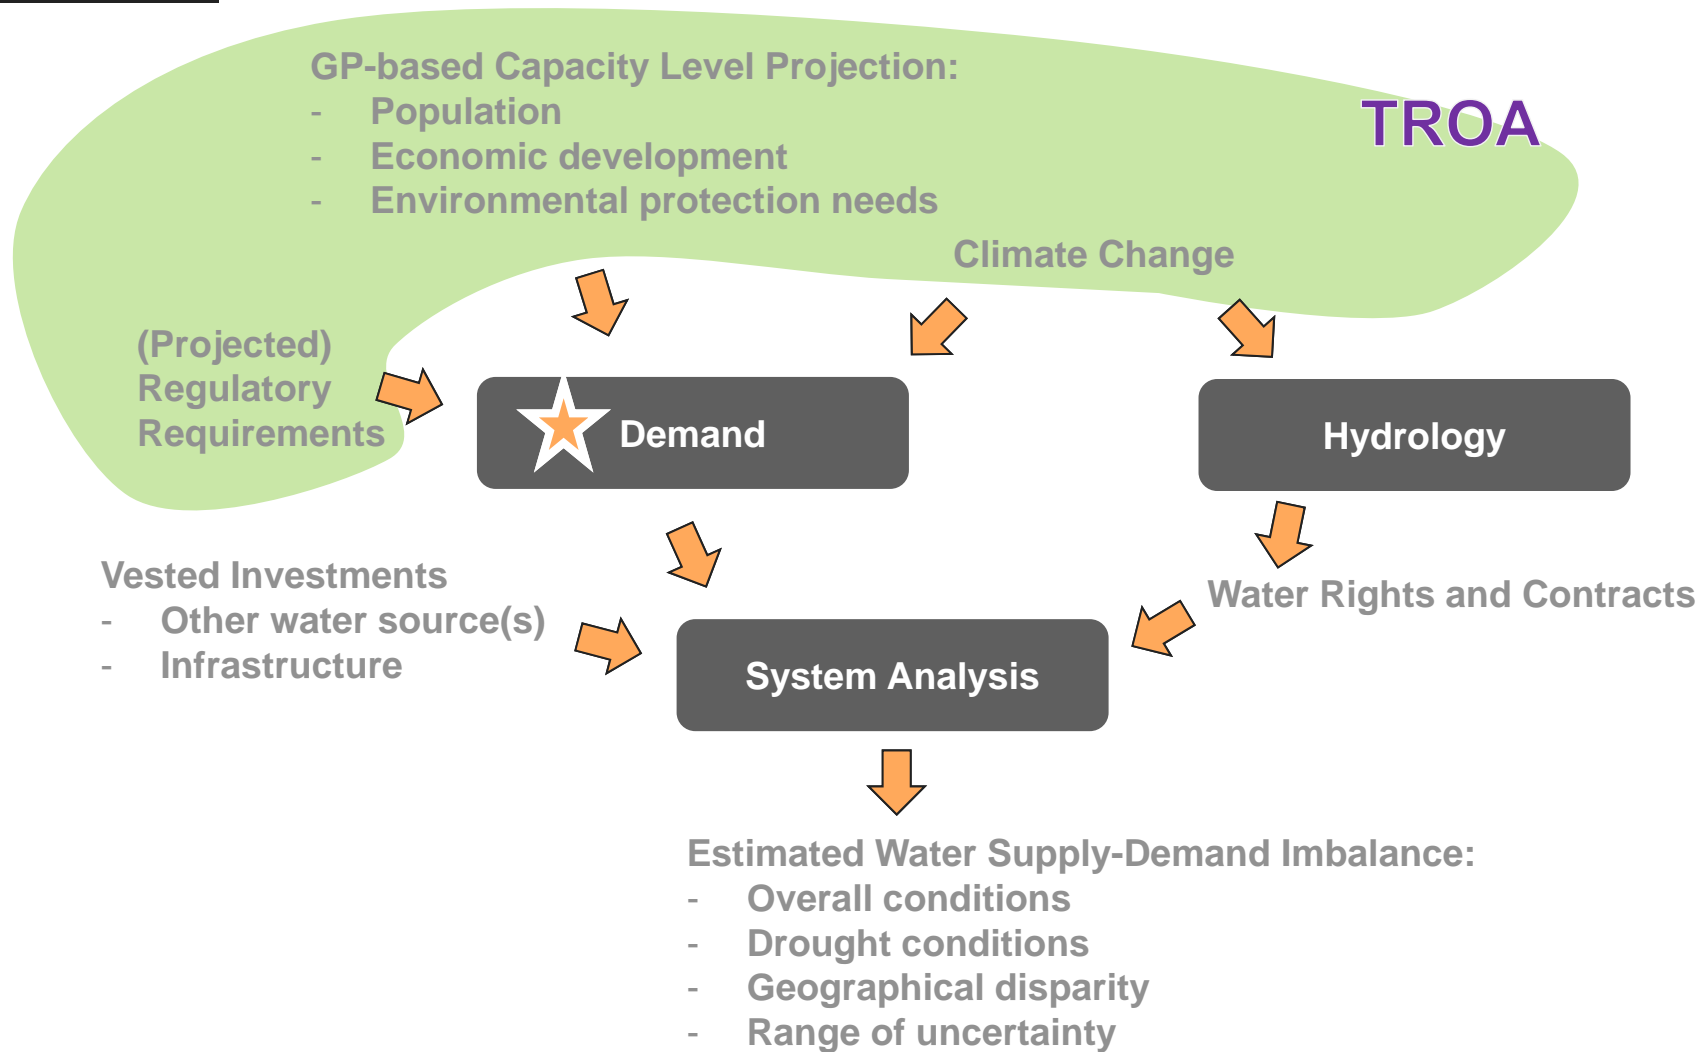 GP-based Capacity Level Projection:
- Population
- Economic development
- Environmental protection needs
TROA
Climate Change
(Projected)
Regulatory
Requirements
Demand
Hydrology
Vested Investments
- Other water source(s)
- Infrastructure
Water Rights and Contracts
System Analysis
Estimated Water Supply-Demand Imbalance:
- Overall conditions
- Drought conditions
- Geographical disparity
- Range of uncertainty